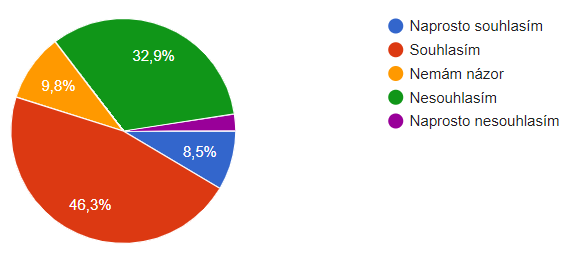 32,9%
9,8%
8,5%
46,3%
Naprosto souhlasím
Souhlasím
Nemám názor
Nesouhlasím
Naprosto nesouhlasím